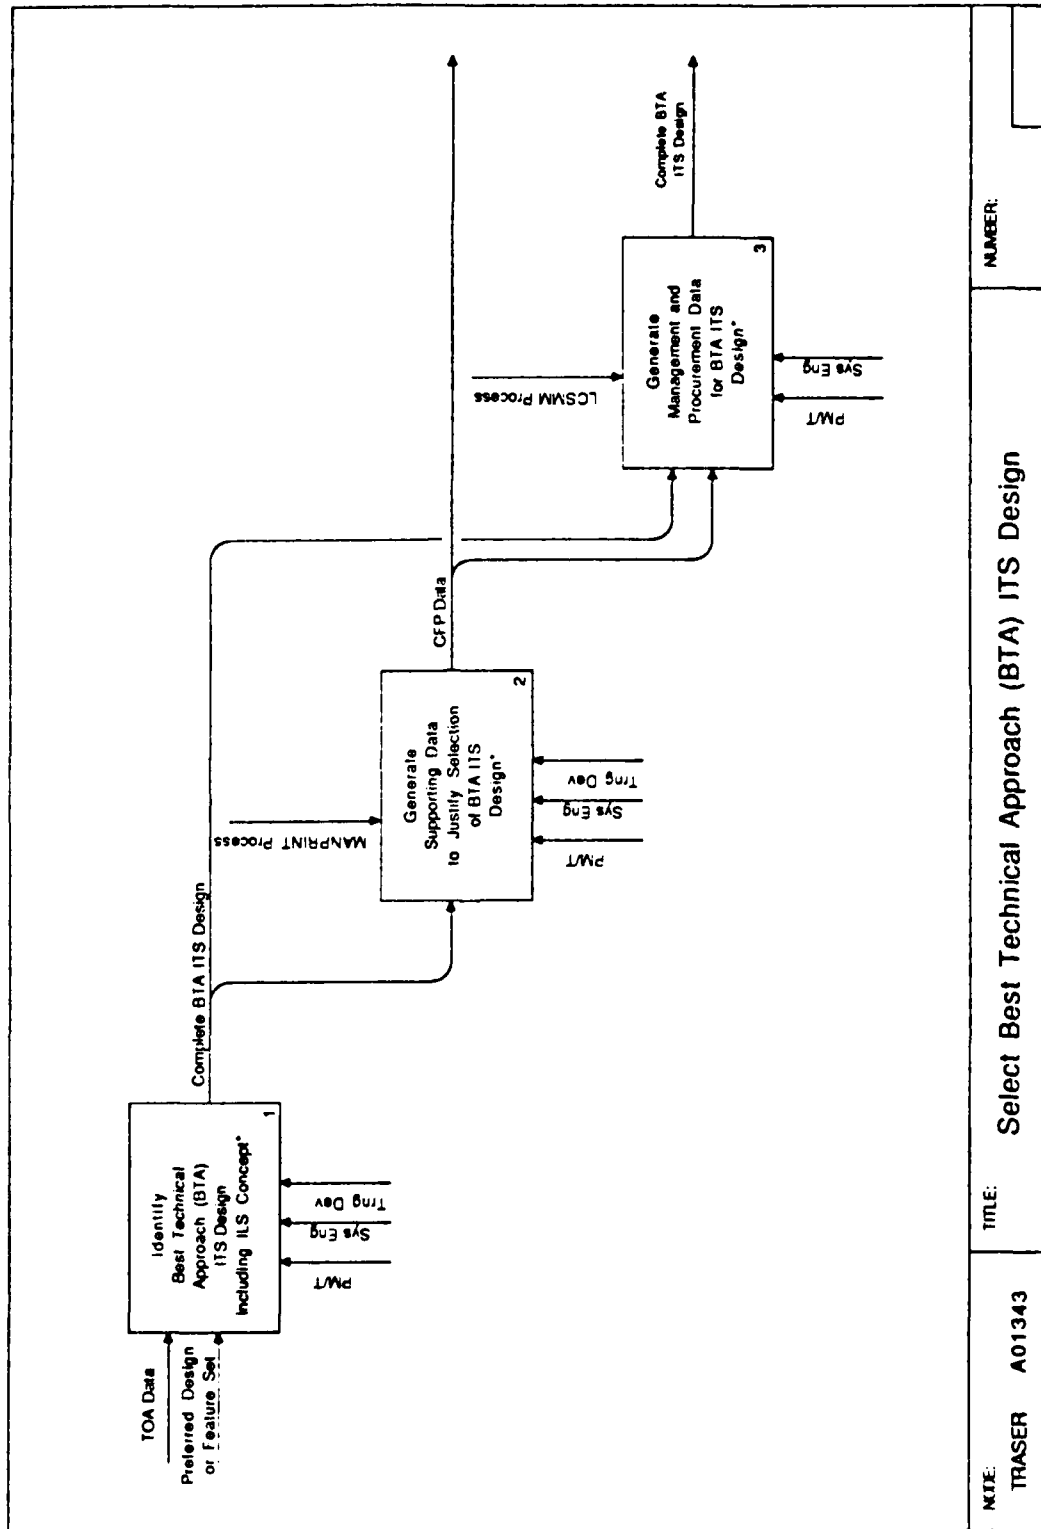 TOA Data
Preferred Design
or Feature Set
Identify
Best Technical
Approach (BTA)
ITS Design
Including ILS Concept*
1
PM/T
Sys Eng
Trng Dev
Complete BTA ITS Design
MANPRINT Process
Generate
Supporting Data
to Justify Selection
of BTA ITS
Design*
2
PM/T
Sys Eng
Trng Dev
CFP Data
LCSMM Process
Generate
Management and
Procurement Data
for BTA ITS
Design*
3
PM/T
Sys Eng
Complete BTA
ITS Design
NODE:
TRASER A01343
TITLE:
Select Best Technical Approach (BTA) ITS Design
NUMBER: